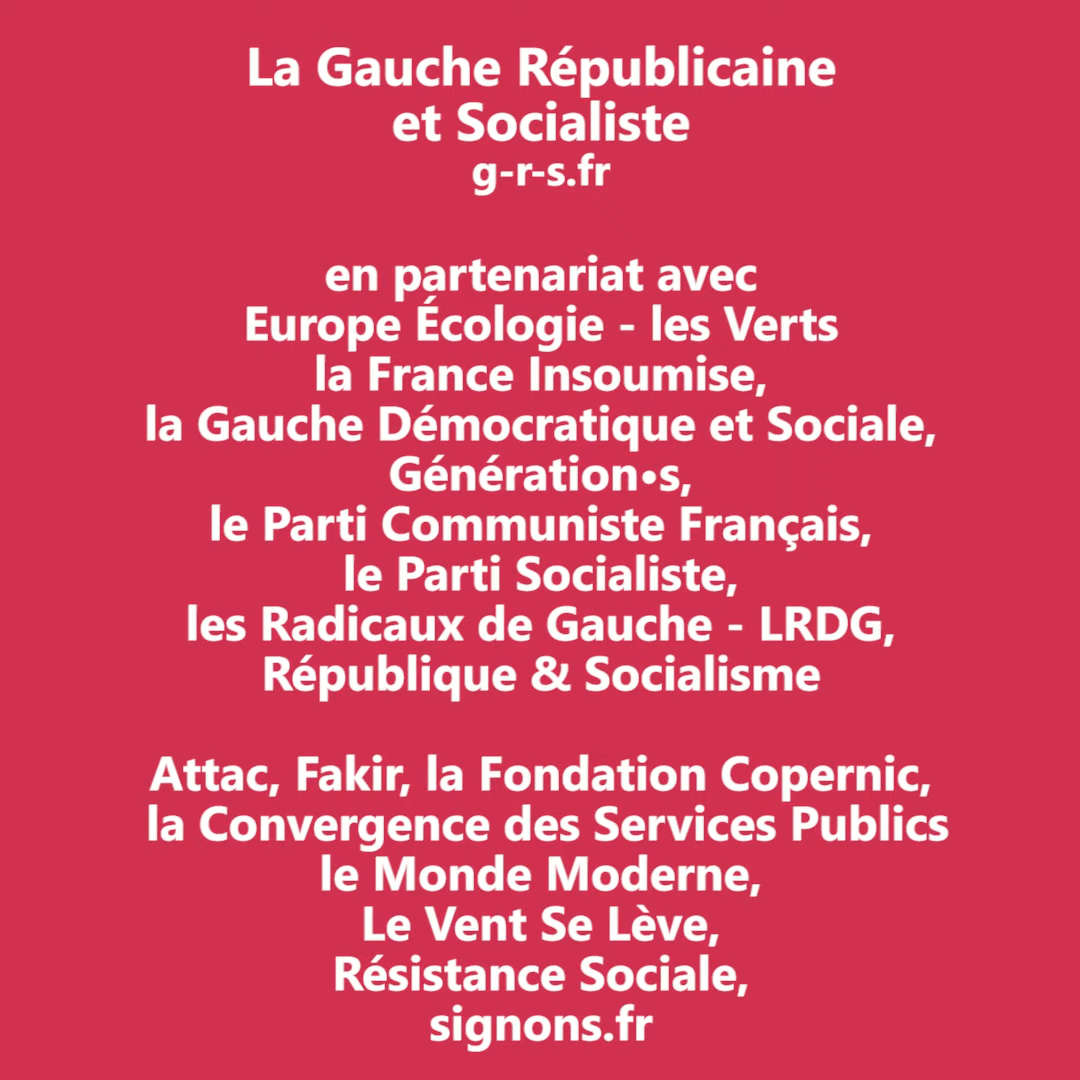 La Gauche Républicaine
et Socialiste
g-r-s.fr
en partenariat avec
Europe Écologie - les Verts
la France Insoumise,
la Gauche Démocratique et Sociale,
Génération•s,
le Parti Communiste Français,
le Parti Socialiste,
les Radicaux de Gauche - LRDG,
République & Socialisme
Attac, Fakir, la Fondation Copernic,
la Convergence des Services Publics
le Monde Moderne,
Le Vent Se Lève,
Résistance Sociale,
signons.fr